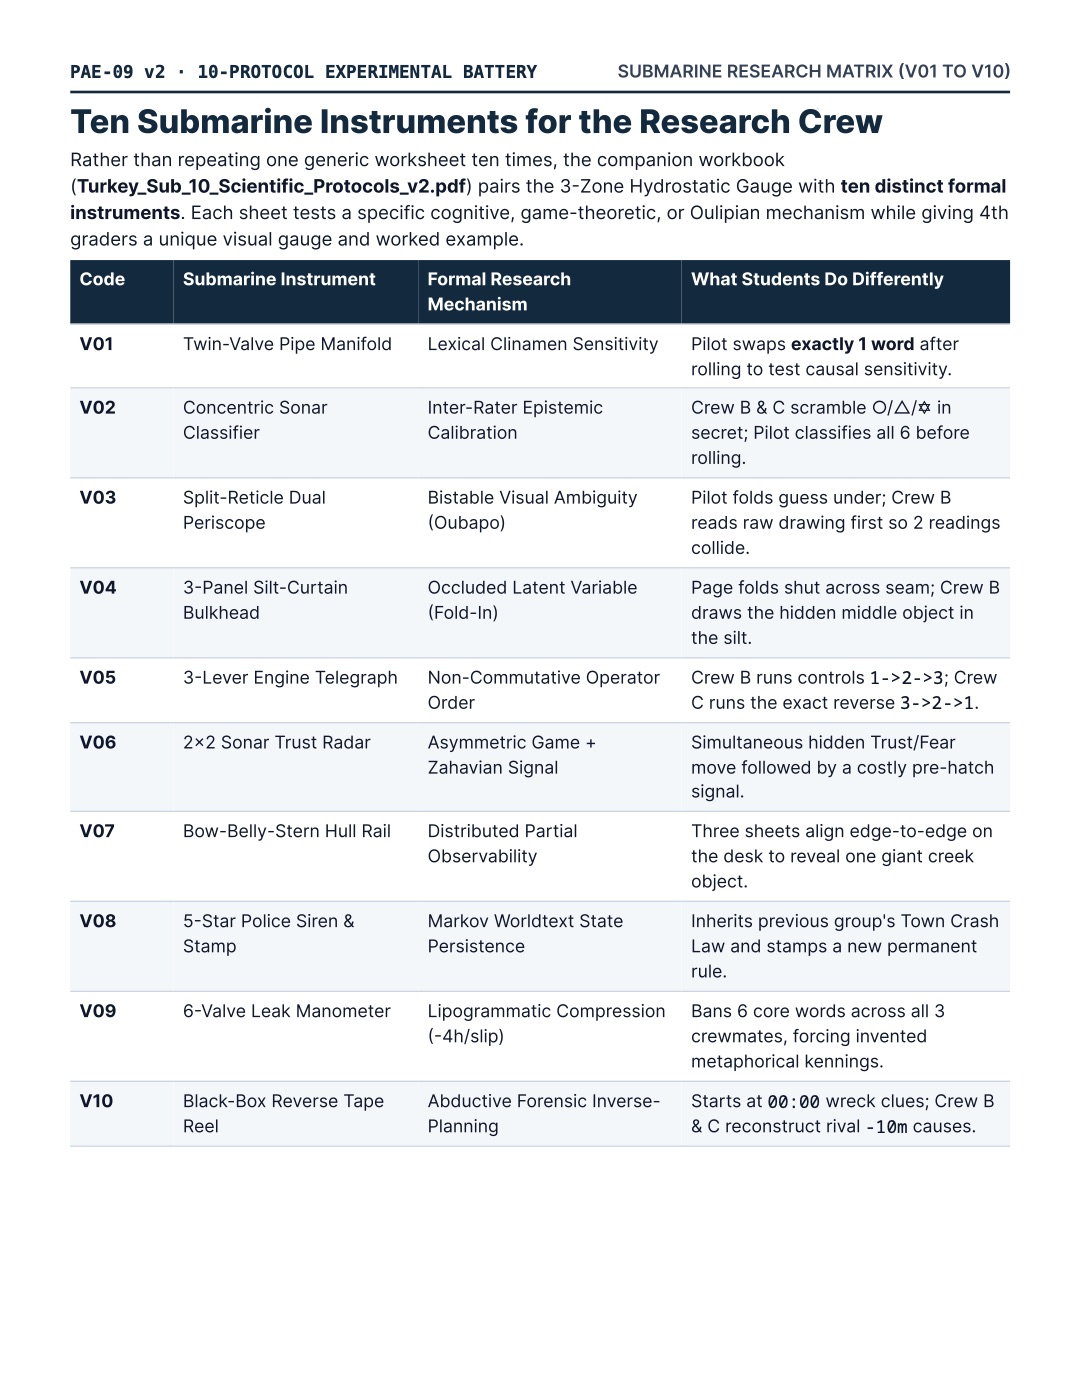 PAE-09 v2 · 10-PROTOCOL EXPERIMENTAL BATTERY
SUBMARINE RESEARCH MATRIX (V01 TO V10)
Ten Submarine Instruments for the Research Crew
Rather than repeating one generic worksheet ten times, the companion workbook
(Turkey_Sub_10_Scientific_Protocols_v2.pdf) pairs the 3-Zone Hydrostatic Gauge with ten distinct formal
instruments. Each sheet tests a specific cognitive, game-theoretic, or Oulipian mechanism while giving 4th
graders a unique visual gauge and worked example.
Code
Submarine Instrument
Formal Research
Mechanism
What Students Do Differently
V01
Twin-Valve Pipe Manifold
Lexical Clinamen Sensitivity
Pilot swaps exactly 1 word after
rolling to test causal sensitivity.
V02
Concentric Sonar
Classifier
Inter-Rater Epistemic
Calibration
Crew B & C scramble ○/△/✡ in
secret; Pilot classifies all 6 before
rolling.
V03
Split-Reticle Dual
Periscope
Bistable Visual Ambiguity
(Oubapo)
Pilot folds guess under; Crew B
reads raw drawing first so 2 readings
collide.
V04
3-Panel Silt-Curtain
Bulkhead
Occluded Latent Variable
(Fold-In)
Page folds shut across seam; Crew B
draws the hidden middle object in
the silt.
V05
3-Lever Engine Telegraph
Non-Commutative Operator
Order
Crew B runs controls 1->2->3; Crew
C runs the exact reverse 3->2->1.
V06
2×2 Sonar Trust Radar
Asymmetric Game +
Zahavian Signal
Simultaneous hidden Trust/Fear
move followed by a costly pre-hatch
signal.
V07
Bow-Belly-Stern Hull Rail
Distributed Partial
Observability
Three sheets align edge-to-edge on
the desk to reveal one giant creek
object.
V08
5-Star Police Siren &
Stamp
Markov Worldtext State
Persistence
Inherits previous group's Town Crash
Law and stamps a new permanent
rule.
V09
6-Valve Leak Manometer
Lipogrammatic Compression
(-4h/slip)
Bans 6 core words across all 3
crewmates, forcing invented
metaphorical kennings.
V10
Black-Box Reverse Tape
Reel
Abductive Forensic Inverse-
Planning
Starts at 00:00 wreck clues; Crew B
& C reconstruct rival -10m causes.